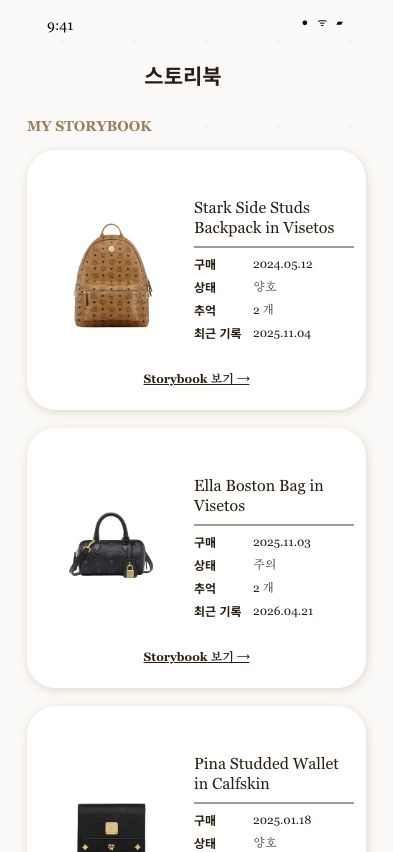 9:41
스토리북
MY STORYBOOK
Stark Side Studs
Backpack in Visetos
구매 2024.05.12
상태 양호
추억 2 개
최근 기록 2025.11.04
Storybook 보기 →
Ella Boston Bag in
Visetos
구매 2025.11.03
상태 주의
추억 2 개
최근 기록 2026.04.21
Storybook 보기 →
Pina Studded Wallet
in Calfskin
구매 2025.01.18
상태 양호